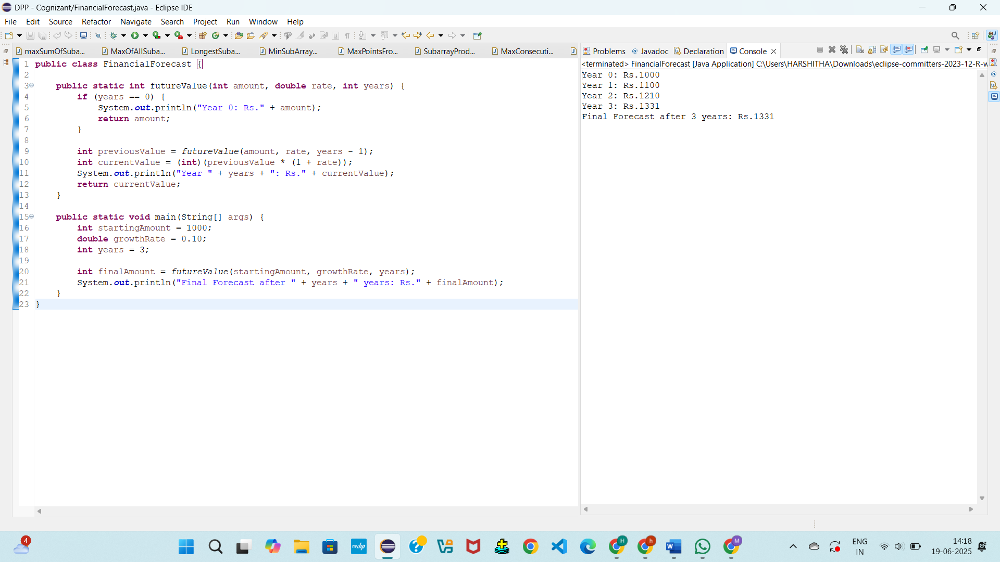 DPP - Cognizant/FinancialForecast.java - Eclipse IDE
File Edit Source Refactor Navigate Search Project Run Window Help
maxSumOfSuba... MaxOfAllSuba... LongestSuba... MinSubArray... MaxPointsFro... SubarrayProd... MaxConsecuti...
1 public class FinancialForecast {
2
3 public static int futureValue(int amount, double rate, int years) {
4 if (years == 0) {
5 System.out.println("Year 0: Rs." + amount);
6 return amount;
7 }
8
9 int previousValue = futureValue(amount, rate, years - 1);
10 int currentValue = (int)(previousValue * (1 + rate));
11 System.out.println("Year " + years + ": Rs." + currentValue);
12 return currentValue;
13 }
14
15 public static void main(String[] args) {
16 int startingAmount = 1000;
17 double growthRate = 0.10;
18 int years = 3;
19
20 int finalAmount = futureValue(startingAmount, growthRate, years);
21 System.out.println("Final Forecast after " + years + " years: Rs." + finalAmount);
22 }
23 }
Problems Javadoc Declaration Console
<terminated> FinancialForecast [Java Application] C:\Users\HARSHITHA\Downloads\eclipse-committers-2023-12-R-w
Year 0: Rs.1000
Year 1: Rs.1100
Year 2: Rs.1210
Year 3: Rs.1331
Final Forecast after 3 years: Rs.1331
4
myhp
H
h
M
ENG
IN
14:18
19-06-2025